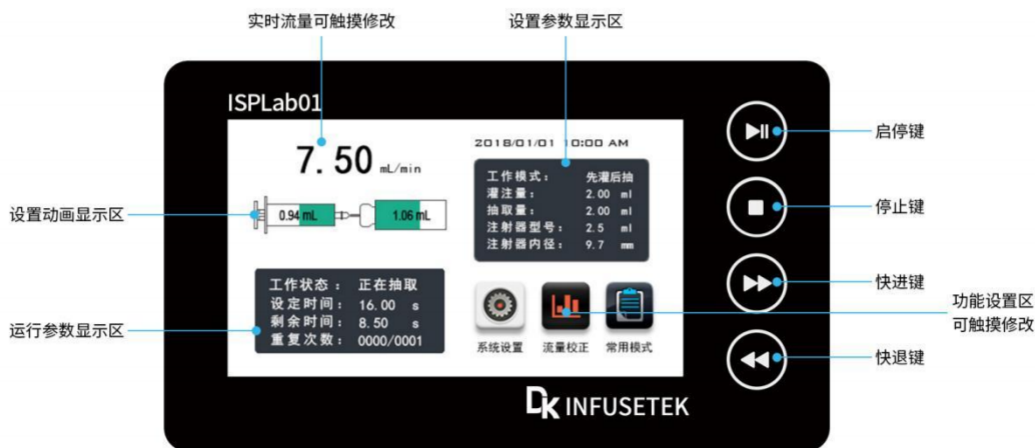 实时流量可触摸修改
设置参数显示区
ISPLab01
7.50 mL/min
2018/01/01 10:00 AM
启停键
工作模式： 先灌后抽
灌注量： 2.00 ml
抽取量： 2.00 ml
注射器型号： 2.5 ml
注射器内径： 9.7 mm
设置动画显示区
0.94 mL
1.06 mL
停止键
工作状态： 正在抽取
设定时间： 16.00 s
剩余时间： 8.50 s
重复次数： 0000/0001
运行参数显示区
快进键
功能设置区
可触摸修改
系统设置 流量校正 常用模式
快退键
DK INFUSETEK